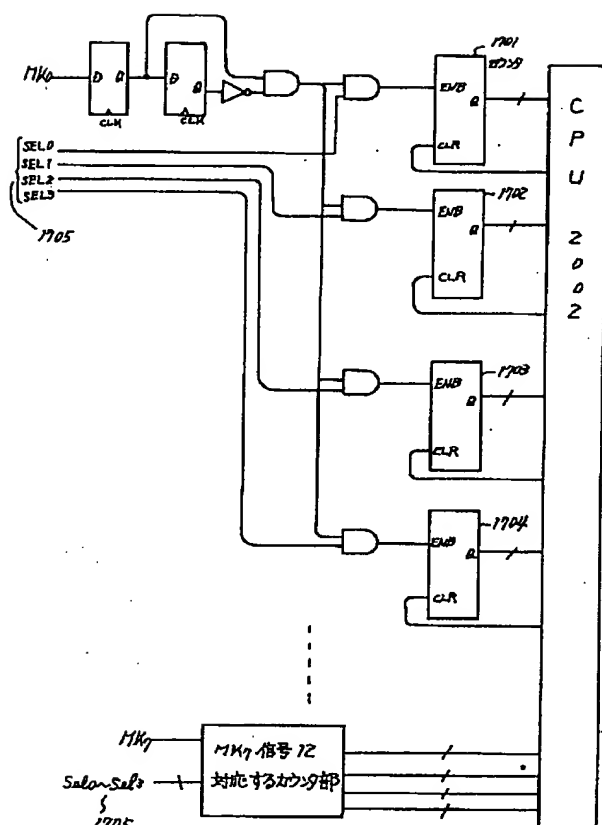 1701
カウンタ
MK0
D Q
D Q
CLK
CLK
ENB
Q
CLR
C
P
U
2
0
0
2
SEL0
SEL1
SEL2
SEL3
1705
1702
ENB
Q
CLR
1703
ENB
Q
CLR
1704
ENB
Q
CLR
MK7
MK7 信号に
対応するカウンタ部
Sel0~Sel3
1705